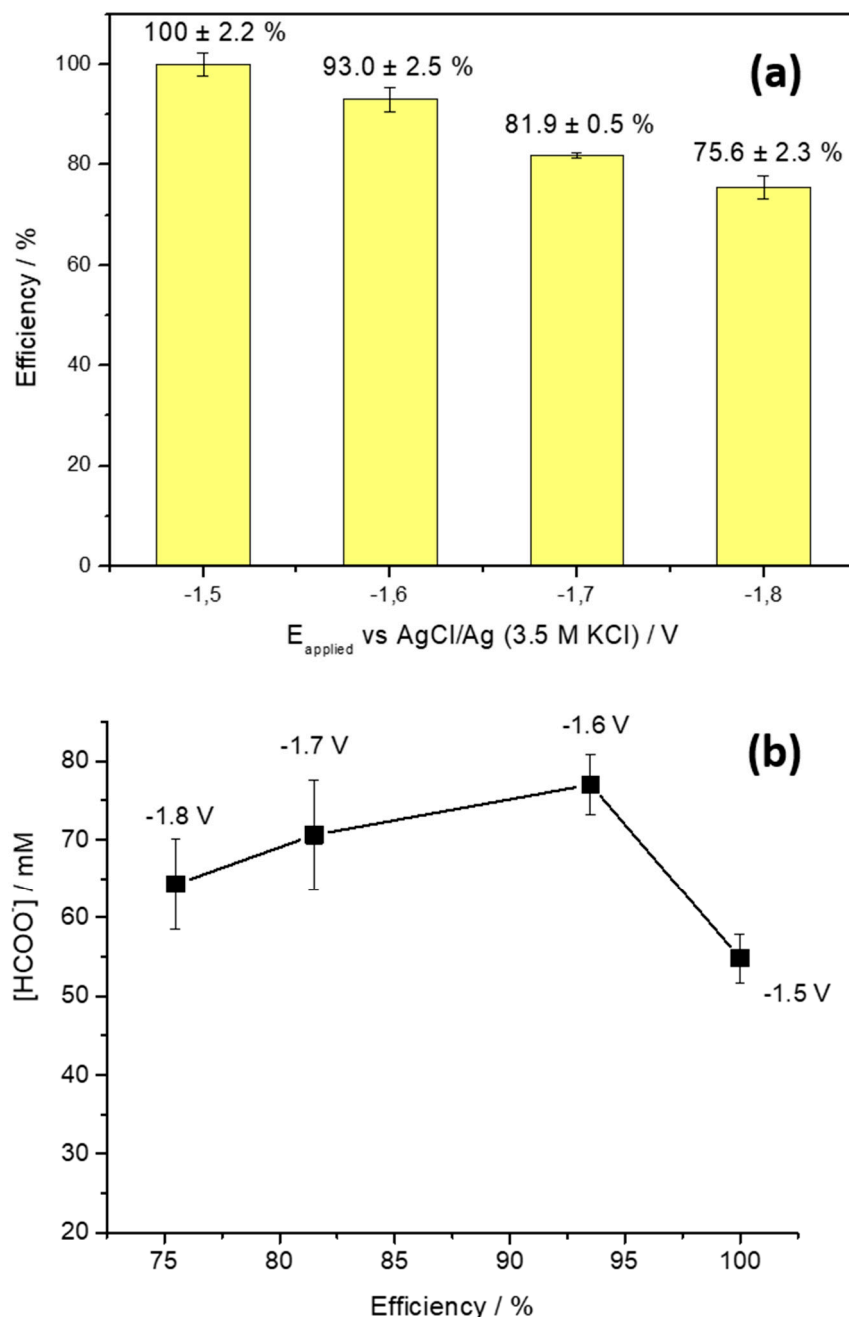 100 ± 2.2 %
93.0 ± 2.5 %
81.9 ± 0.5 %
75.6 ± 2.3 %
(a)
100
80
60
40
20
0
Efficiency / %
-1,5 -1,6 -1,7 -1,8
E_applied vs AgCl/Ag (3.5 M KCl) / V
(b)
-1.8 V
-1.7 V
-1.6 V
-1.5 V
80
70
60
50
40
30
20
[HCOO⁻] / mM
75 80 85 90 95 100
Efficiency / %